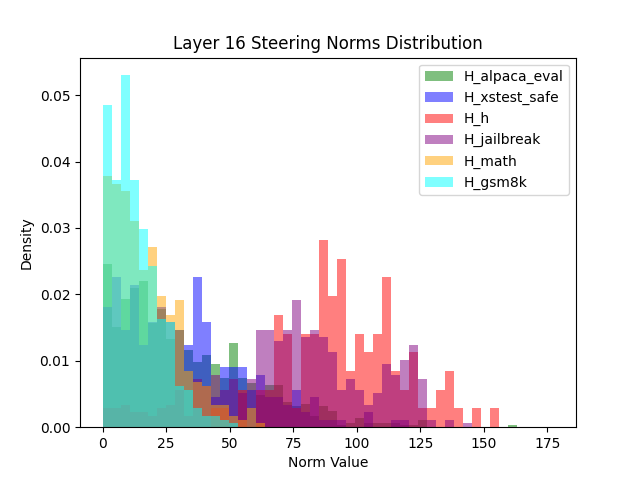 Layer 16 Steering Norms Distribution
H_alpaca_eval
H_xstest_safe
H_h
H_jailbreak
H_math
H_gsm8k
0.05
0.04
0.03
0.02
0.01
0.00
Density
0 25 50 75 100 125 150 175
Norm Value